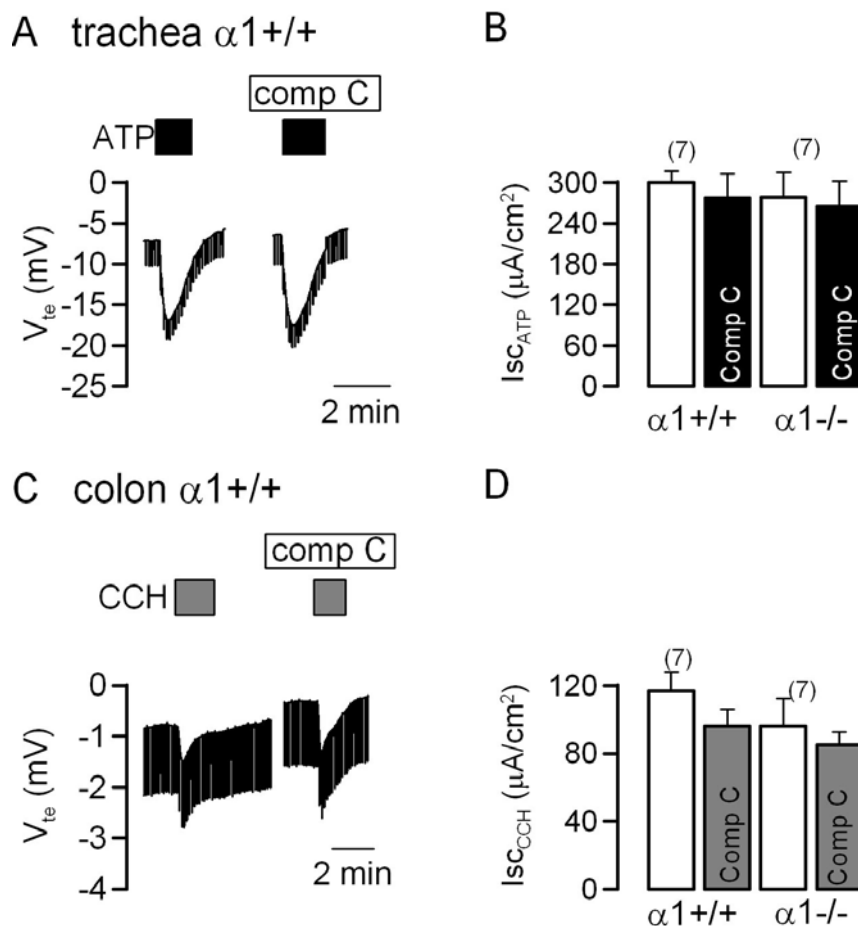 A trachea α1+/+
comp C
ATP
0
-5
-10
-15
-20
-25
Vte (mV)
2 min
B
(7) (7)
300
240
180
120
60
0
IscATP (µA/cm²)
Comp C
Comp C
α1+/+ α1-/-
C colon α1+/+
comp C
CCH
0
-1
-2
-3
-4
Vte (mV)
2 min
D
(7) (7)
120
80
40
0
IscCCH (µA/cm²)
Comp C
Comp C
α1+/+ α1-/-